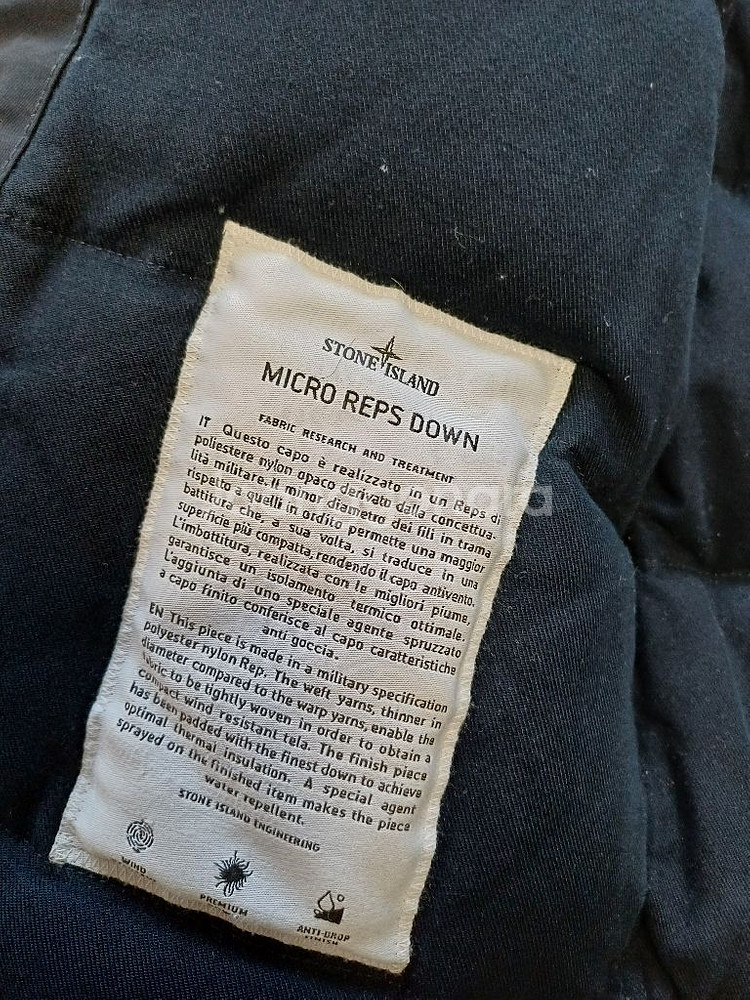 STONE ISLAND
MICRO REPS DOWN
FABRIC RESEARCH AND TREATMENT
IT Questo capo è realizzato in un Reps di
poliestere nylon opaco derivato dalla concettua-
lità militare. Il minor diametro dei fili in trama
rispetto a quelli in ordito permette una maggior
battitura che, a sua volta, si traduce in una
superficie più compatta, rendendo il capo antivento.
L'imbottitura, realizzata con le migliori piume,
garantisce un isolamento termico ottimale.
L'aggiunta di uno speciale agente spruzzato
a capo finito conferisce al capo caratteristiche
anti goccia.
EN This piece is made in a military specification
polyester nylon Rep. The weft yarns, thinner in
diameter compared to the warp yarns, enable the
fabric to be tightly woven in order to obtain a
compact wind resistant tela. The finish piece
has been padded with the finest down to achieve
optimal thermal insulation. A special agent
sprayed on the finished item makes the piece
water repellent.
STONE ISLAND ENGINEERING
WIND
PREMIUM
ANTI-DROP
FINISH